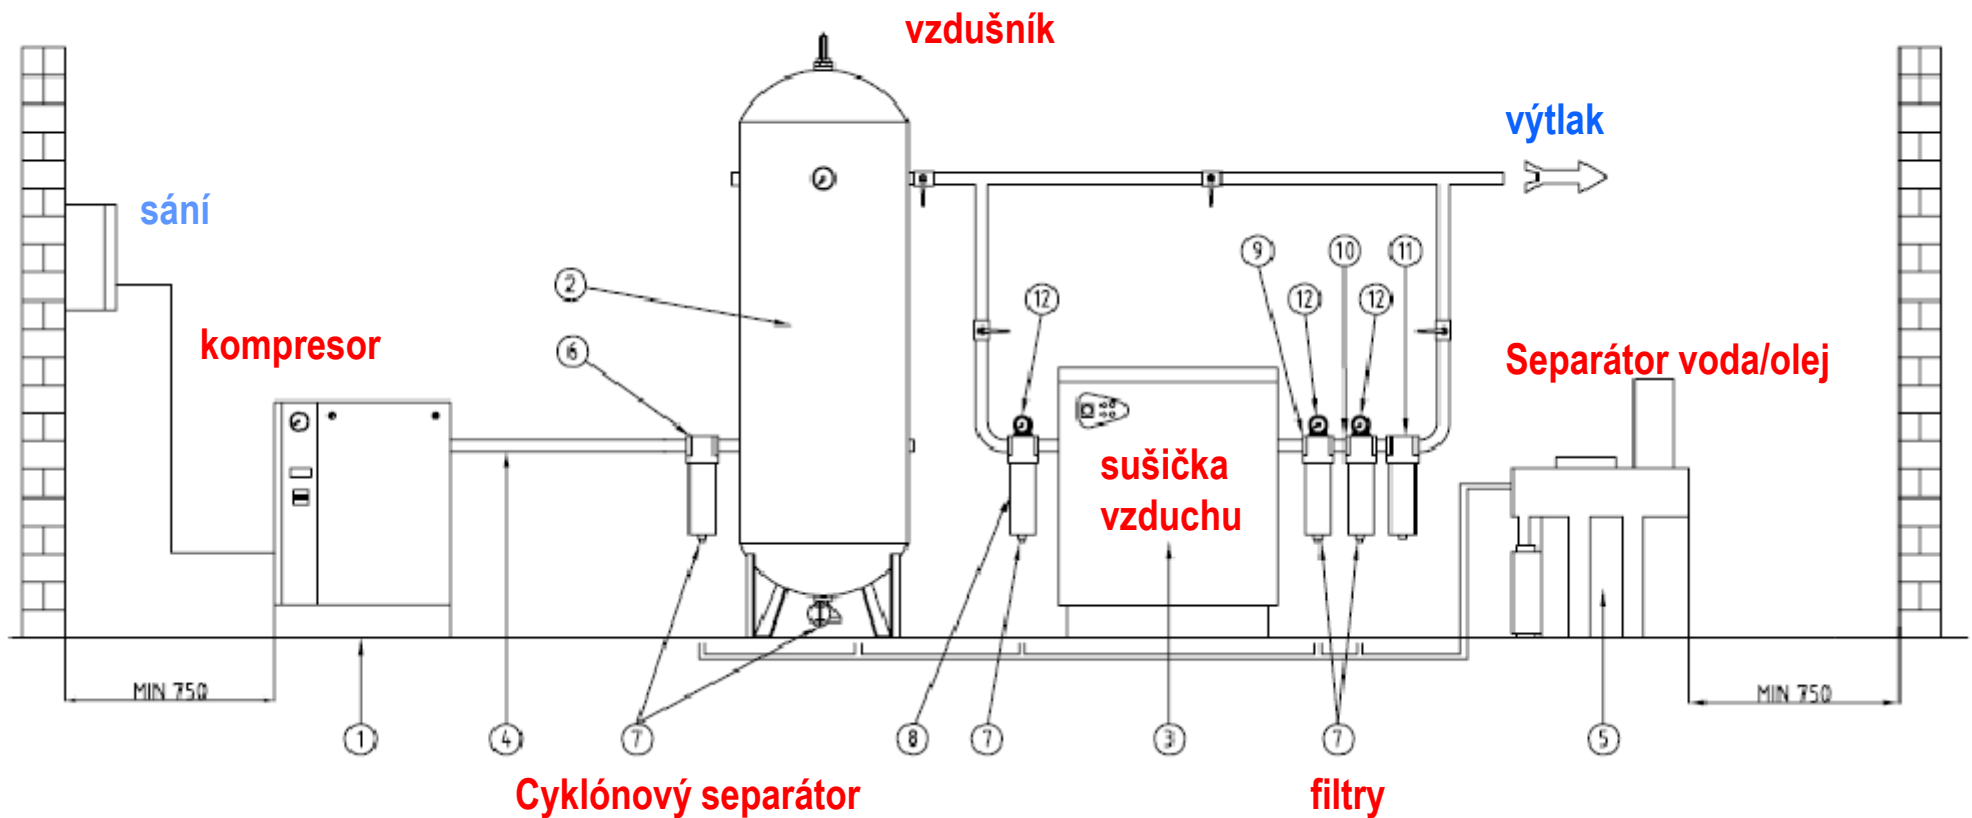 vzdušník
výtlak
sání
9
10
11
2
12
12
12
kompresor
6
Separátor voda/olej
sušička
vzduchu
MIN 750
MIN 750
1
4
7
8
7
3
7
5
Cyklónový separátor
filtry